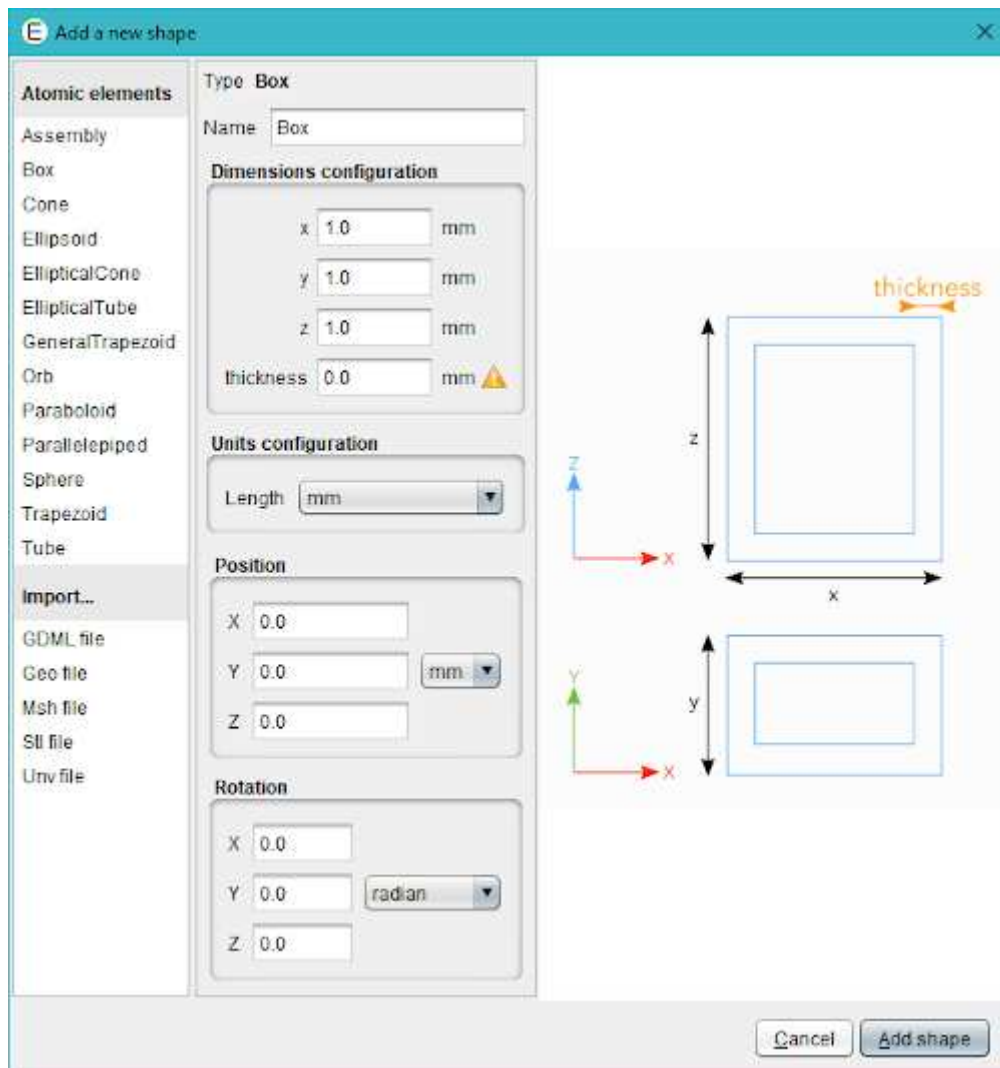 E Add a new shape
Atomic elements
Assembly
Box
Cone
Ellipsoid
EllipticalCone
EllipticalTube
GeneralTrapezoid
Orb
Paraboloid
Parallelepiped
Sphere
Trapezoid
Tube
Import...
GDML file
Geo file
Msh file
Stl file
Unv file
Type Box
Name Box
Dimensions configuration
x 1.0 mm
y 1.0 mm
z 1.0 mm
thickness 0.0 mm
Units configuration
Length mm
Position
X 0.0
Y 0.0 mm
Z 0.0
Rotation
X 0.0
Y 0.0 radian
Z 0.0
thickness
z
Z
X
x
y
Y
X
Cancel Add shape